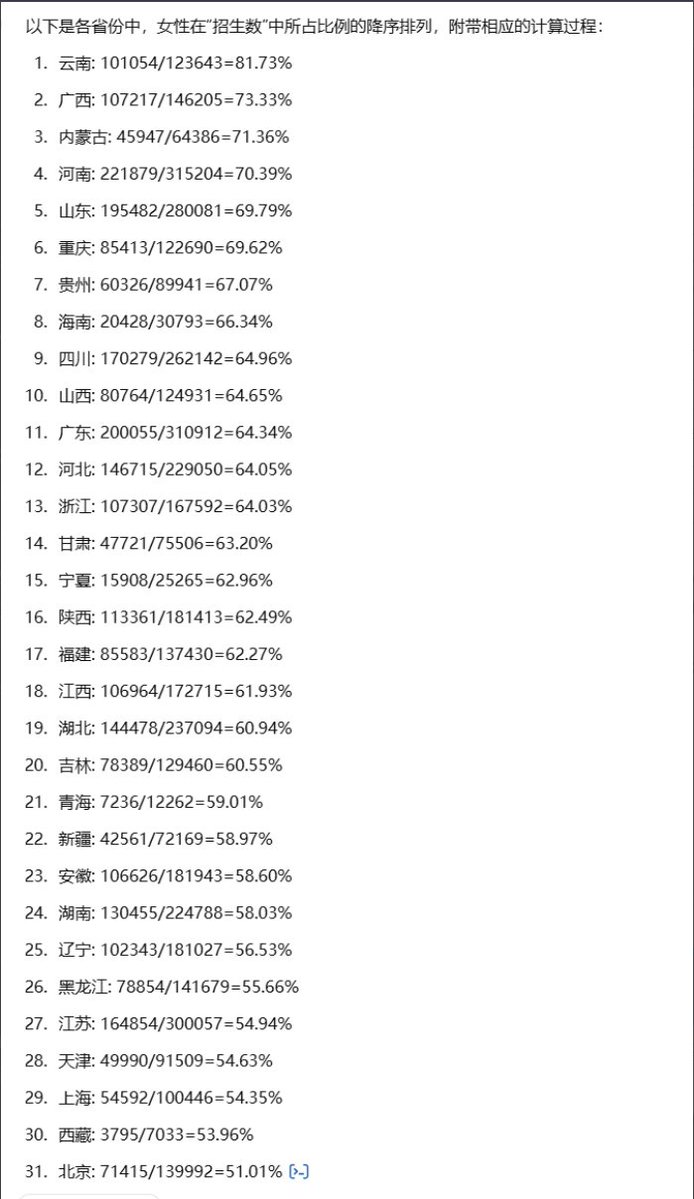 以下是各省份中，女性在“招生数”中所占比例的降序排列，附带相应的计算过程：
1. 云南: 101054/123643=81.73%
2. 广西: 107217/146205=73.33%
3. 内蒙古: 45947/64386=71.36%
4. 河南: 221879/315204=70.39%
5. 山东: 195482/280081=69.79%
6. 重庆: 85413/122690=69.62%
7. 贵州: 60326/89941=67.07%
8. 海南: 20428/30793=66.34%
9. 四川: 170279/262142=64.96%
10. 山西: 80764/124931=64.65%
11. 广东: 200055/310912=64.34%
12. 河北: 146715/229050=64.05%
13. 浙江: 107307/167592=64.03%
14. 甘肃: 47721/75506=63.20%
15. 宁夏: 15908/25265=62.96%
16. 陕西: 113361/181413=62.49%
17. 福建: 85583/137430=62.27%
18. 江西: 106964/172715=61.93%
19. 湖北: 144478/237094=60.94%
20. 吉林: 78389/129460=60.55%
21. 青海: 7236/12262=59.01%
22. 新疆: 42561/72169=58.97%
23. 安徽: 106626/181943=58.60%
24. 湖南: 130455/224788=58.03%
25. 辽宁: 102343/181027=56.53%
26. 黑龙江: 78854/141679=55.66%
27. 江苏: 164854/300057=54.94%
28. 天津: 49990/91509=54.63%
29. 上海: 54592/100446=54.35%
30. 西藏: 3795/7033=53.96%
31. 北京: 71415/139992=51.01%